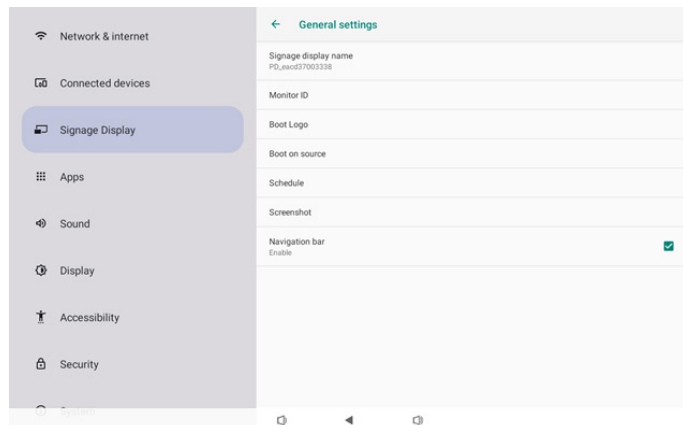 Network & internet
Connected devices
Signage Display
Apps
Sound
Display
Accessibility
Security
System
General settings
Signage display name
PD_eacd37003338
Monitor ID
Boot Logo
Boot on source
Schedule
Screenshot
Navigation bar
Enable